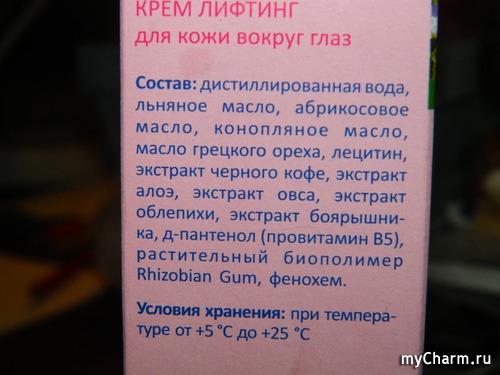 КРЕМ ЛИФТИНГ
для кожи вокруг глаз
Состав: дистиллированная вода,
льняное масло, абрикосовое
масло, конопляное масло,
масло грецкого ореха, лецитин,
экстракт черного кофе, экстракт
алоэ, экстракт овса, экстракт
облепихи, экстракт боярышни-
ка, д-пантенол (провитамин В5),
растительный биополимер
Rhizobian Gum, фенохем.
Условия хранения: при темпера-
туре от +5 °С до +25 °С
myCharm.ru